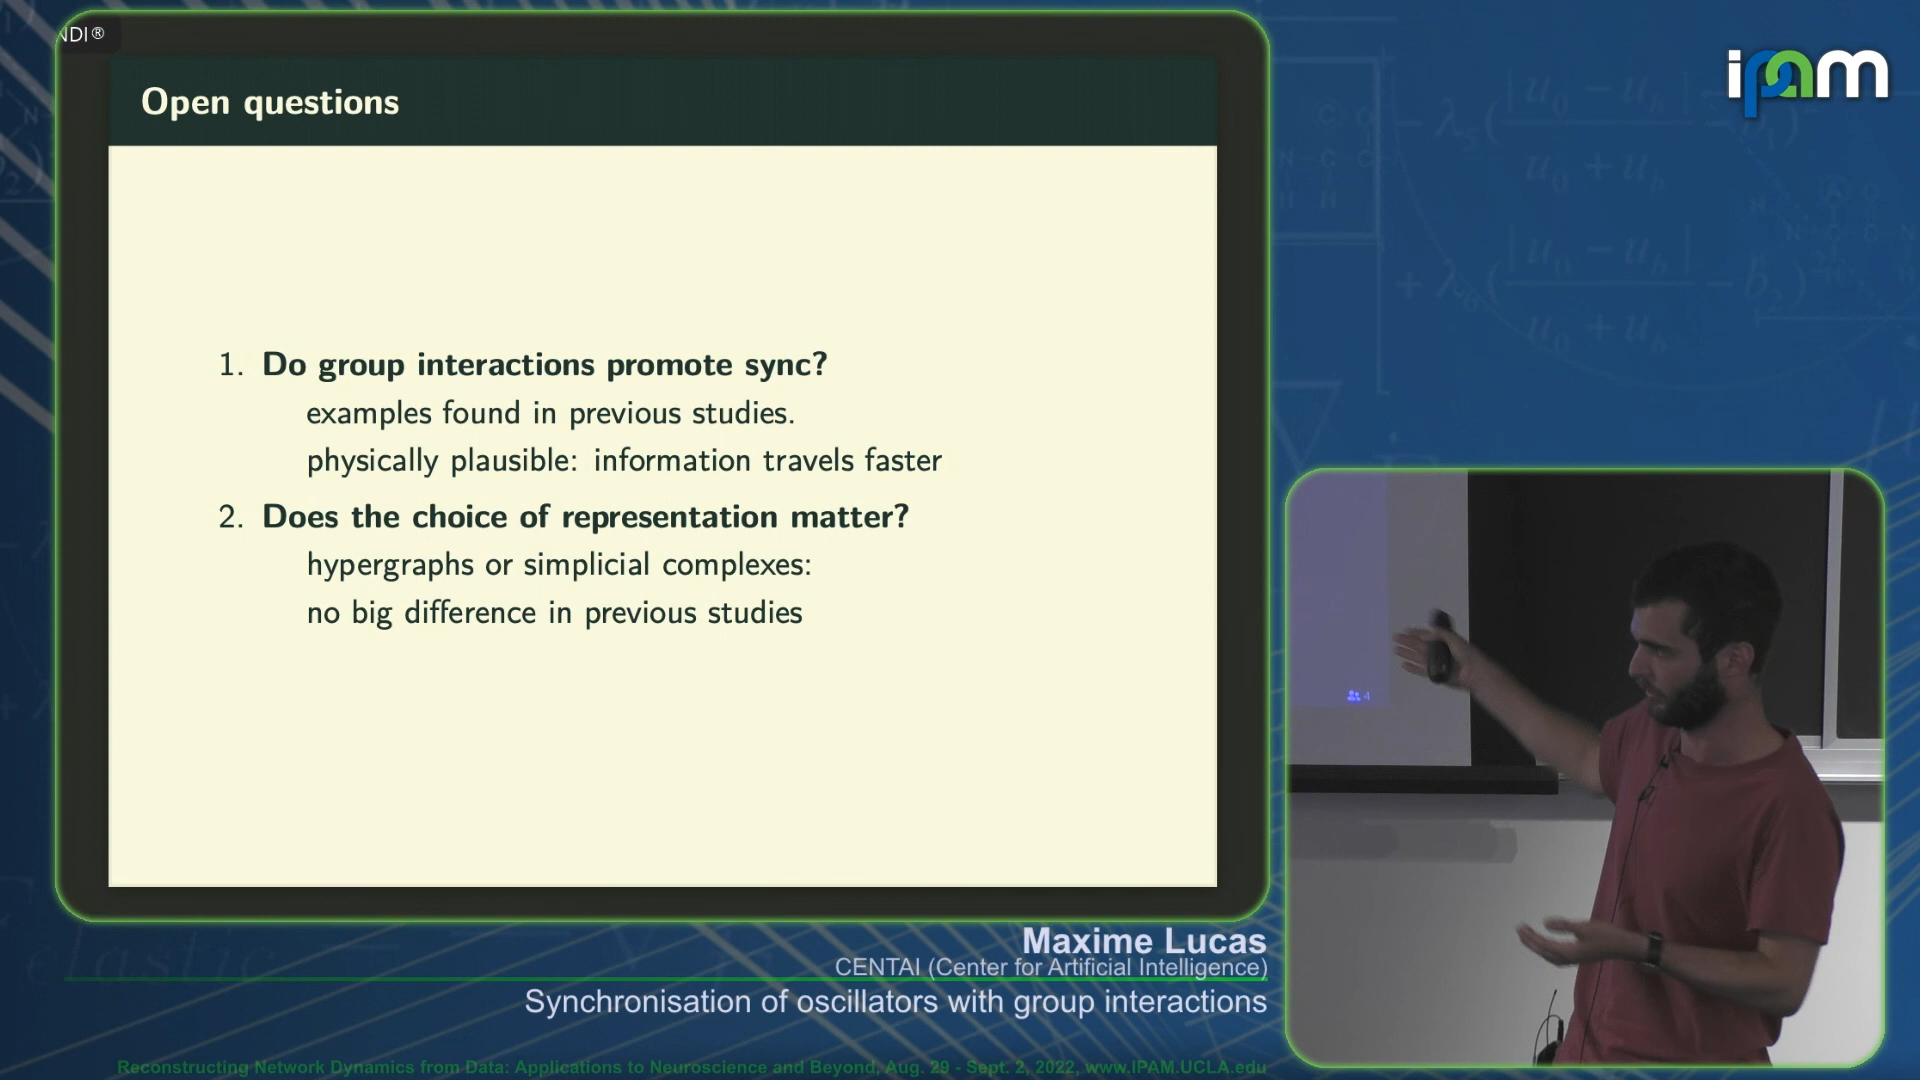 NDI®
ipam
Open questions
1. Do group interactions promote sync?
examples found in previous studies.
physically plausible: information travels faster
2. Does the choice of representation matter?
hypergraphs or simplicial complexes:
no big difference in previous studies
4
Maxime Lucas
CENTAI (Center for Artificial Intelligence)
Synchronisation of oscillators with group interactions
Reconstructing Network Dynamics from Data: Applications to Neuroscience and Beyond, Aug. 29 - Sept. 2, 2022, www.IPAM.UCLA.edu
elastic